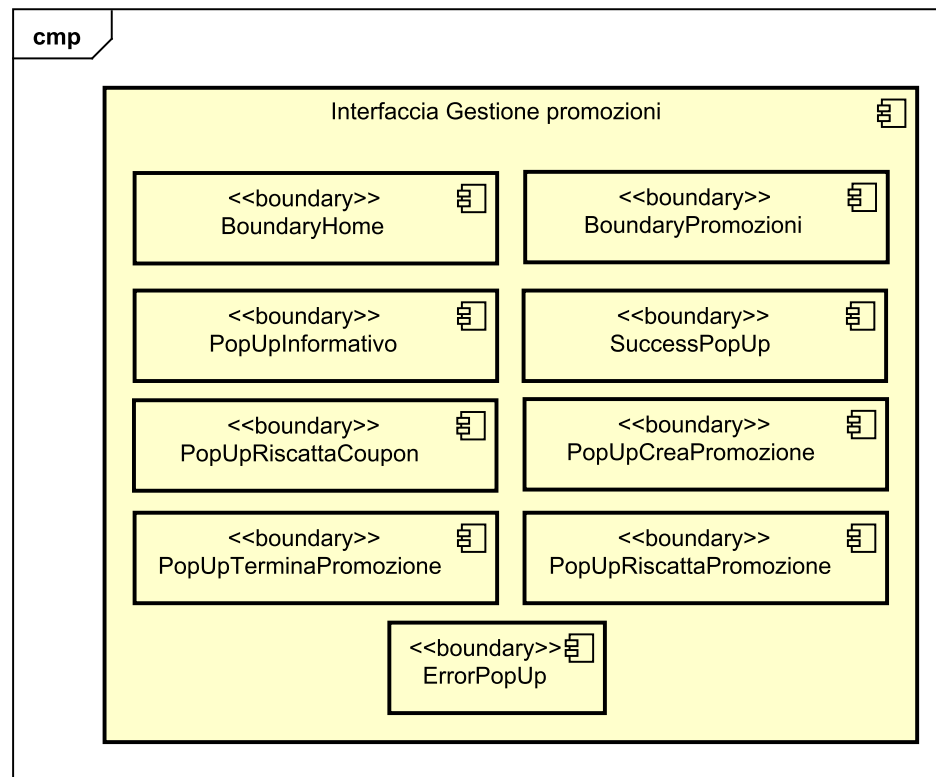 cmp
Interfaccia Gestione promozioni
<<boundary>>
BoundaryHome
<<boundary>>
BoundaryPromozioni
<<boundary>>
PopUpInformativo
<<boundary>>
SuccessPopUp
<<boundary>>
PopUpRiscattaCoupon
<<boundary>>
PopUpCreaPromozione
<<boundary>>
PopUpTerminaPromozione
<<boundary>>
PopUpRiscattaPromozione
<<boundary>>
ErrorPopUp